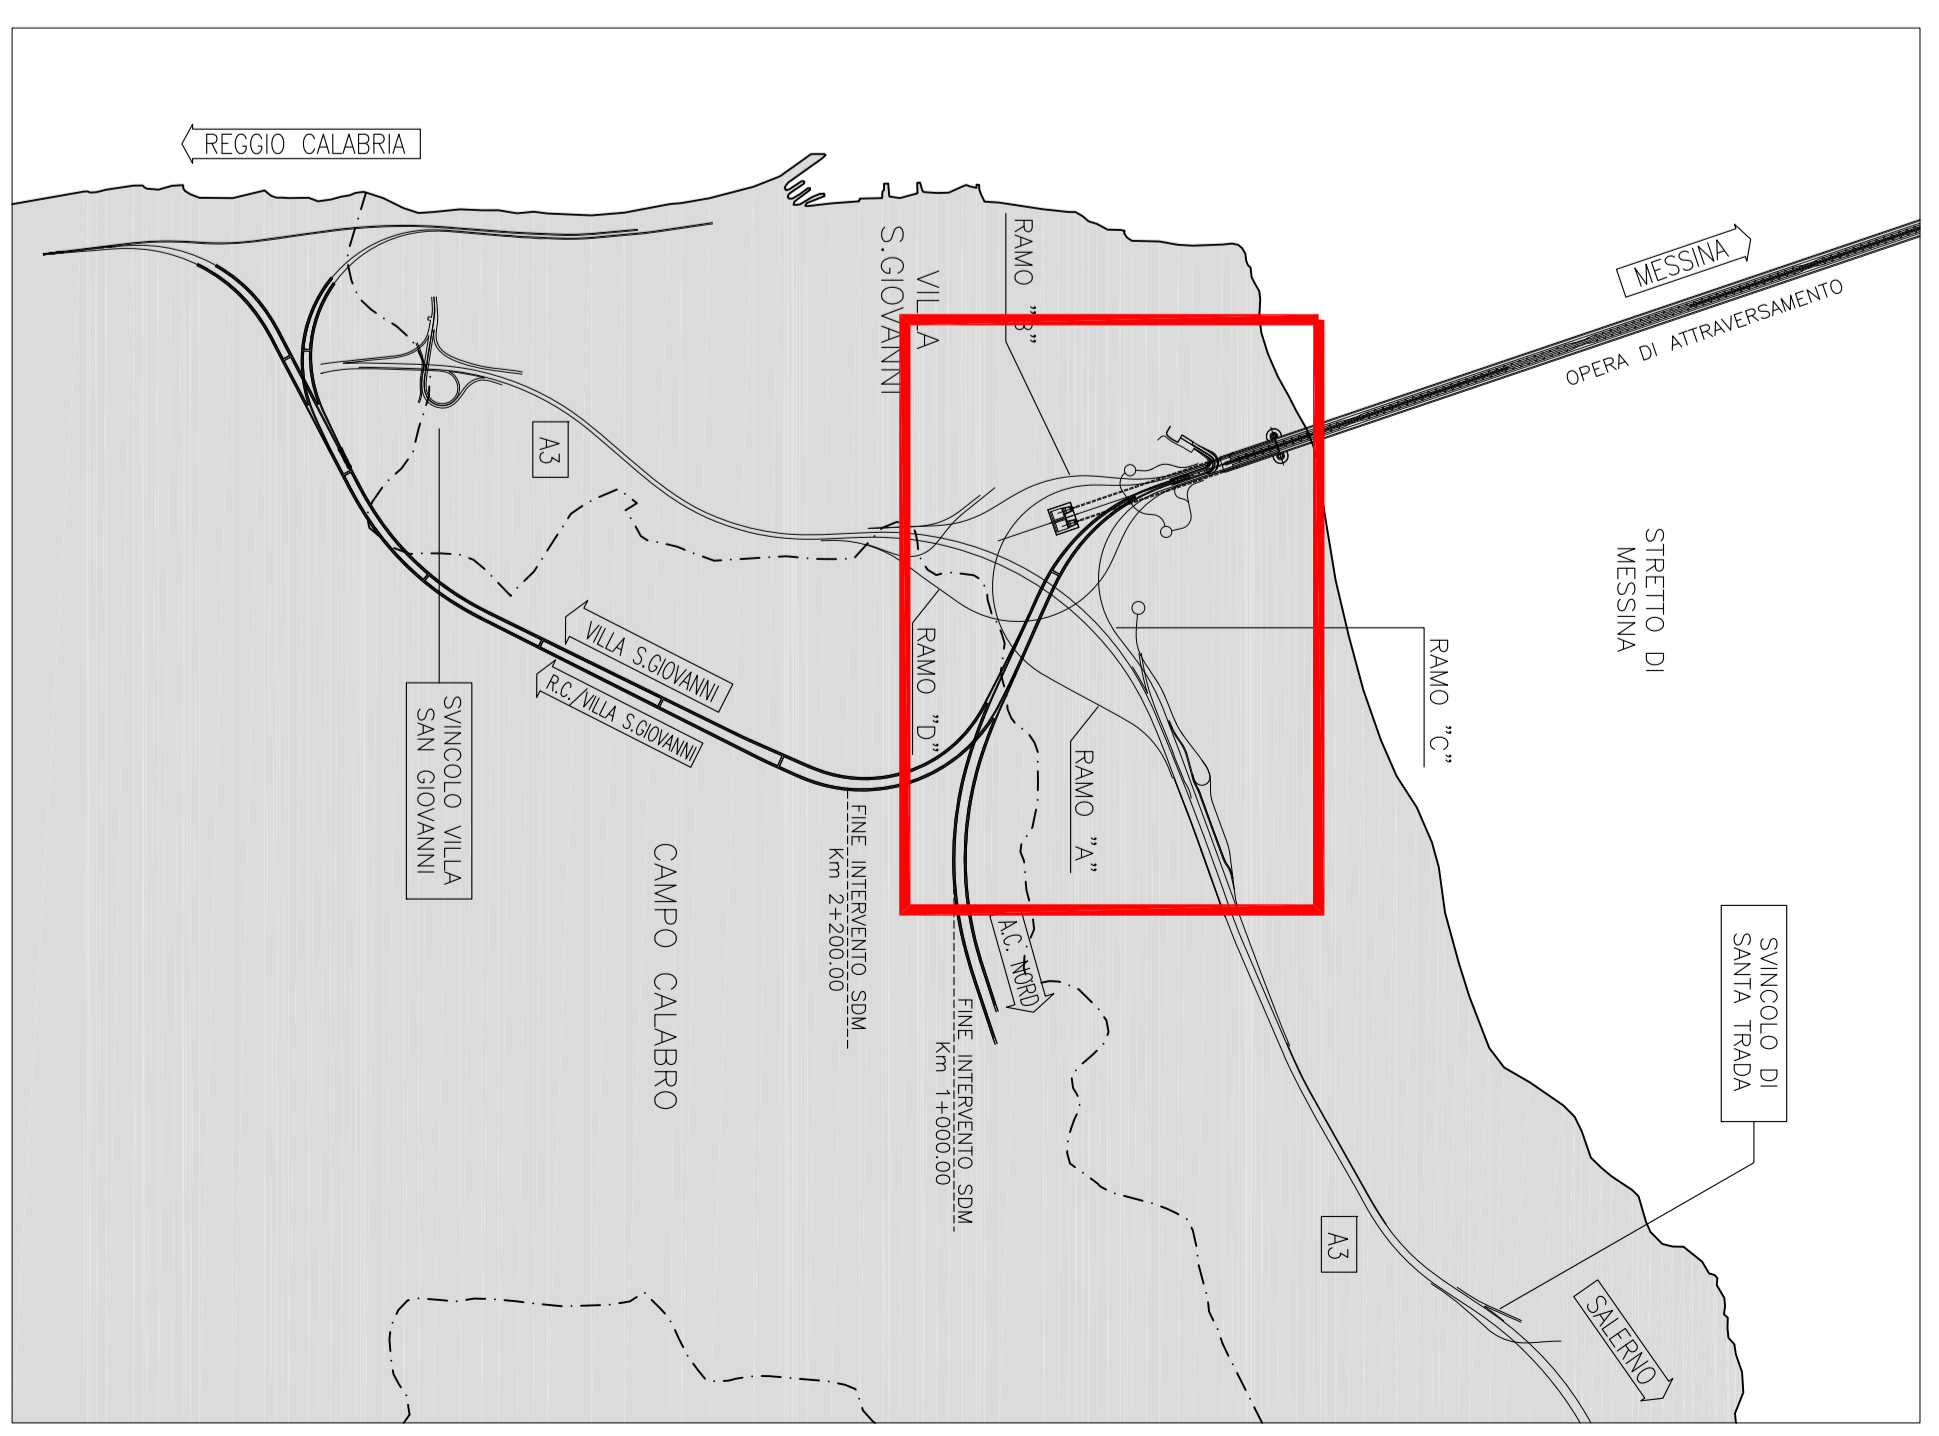 REGGIO CALABRIA
MESSINA
OPERA DI ATTRAVERSAMENTO
VILLA
S.GIOVANNI
RAMO "B"
A3
STRETTO DI
MESSINA
RAMO "C"
RAMO "D"
RAMO "A"
VILLA S.GIOVANNI
R.C./VILLA S.GIOVANNI
SVINCOLO VILLA
SAN GIOVANNI
CAMPO CALABRO
FINE INTERVENTO SDM
Km 2+200.00
A.C. NORD
FINE INTERVENTO SDM
Km 1+000.00
SVINCOLO DI
SANTA TRADA
A3
SALERNO